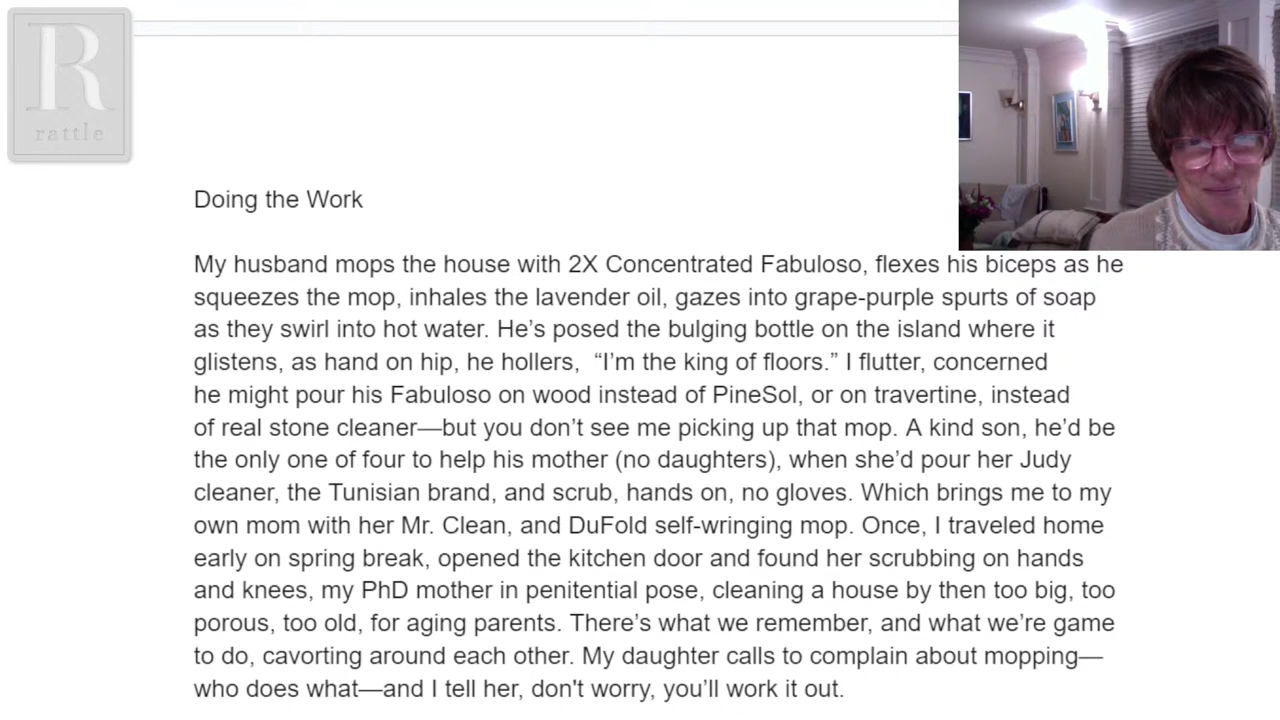 R
rattle
Doing the Work
My husband mops the house with 2X Concentrated Fabuloso, flexes his biceps as he
squeezes the mop, inhales the lavender oil, gazes into grape-purple spurts of soap
as they swirl into hot water. He’s posed the bulging bottle on the island where it
glistens, as hand on hip, he hollers,  “I’m the king of floors.” I flutter, concerned
he might pour his Fabuloso on wood instead of PineSol, or on travertine, instead
of real stone cleaner—but you don’t see me picking up that mop. A kind son, he’d be
the only one of four to help his mother (no daughters), when she’d pour her Judy
cleaner, the Tunisian brand, and scrub, hands on, no gloves. Which brings me to my
own mom with her Mr. Clean, and DuFold self-wringing mop. Once, I traveled home
early on spring break, opened the kitchen door and found her scrubbing on hands
and knees, my PhD mother in penitential pose, cleaning a house by then too big, too
porous, too old, for aging parents. There’s what we remember, and what we’re game
to do, cavorting around each other. My daughter calls to complain about mopping—
who does what—and I tell her, don't worry, you’ll work it out.